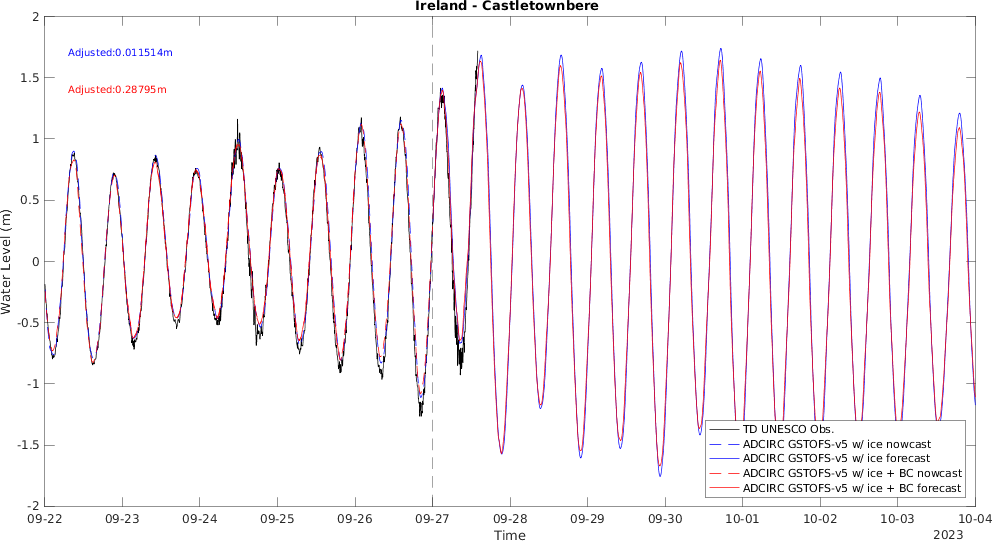 Ireland - Castletownbere
Adjusted:0.011514m
Adjusted:0.28795m
Water Level (m)
2
1.5
1
0.5
0
-0.5
-1
-1.5
-2
TD UNESCO Obs.
ADCIRC GSTOFS-v5 w/ ice nowcast
ADCIRC GSTOFS-v5 w/ ice forecast
ADCIRC GSTOFS-v5 w/ ice + BC nowcast
ADCIRC GSTOFS-v5 w/ ice + BC forecast
09-22 09-23 09-24 09-25 09-26 09-27 09-28 09-29 09-30 10-01 10-02 10-03 10-04
Time
2023